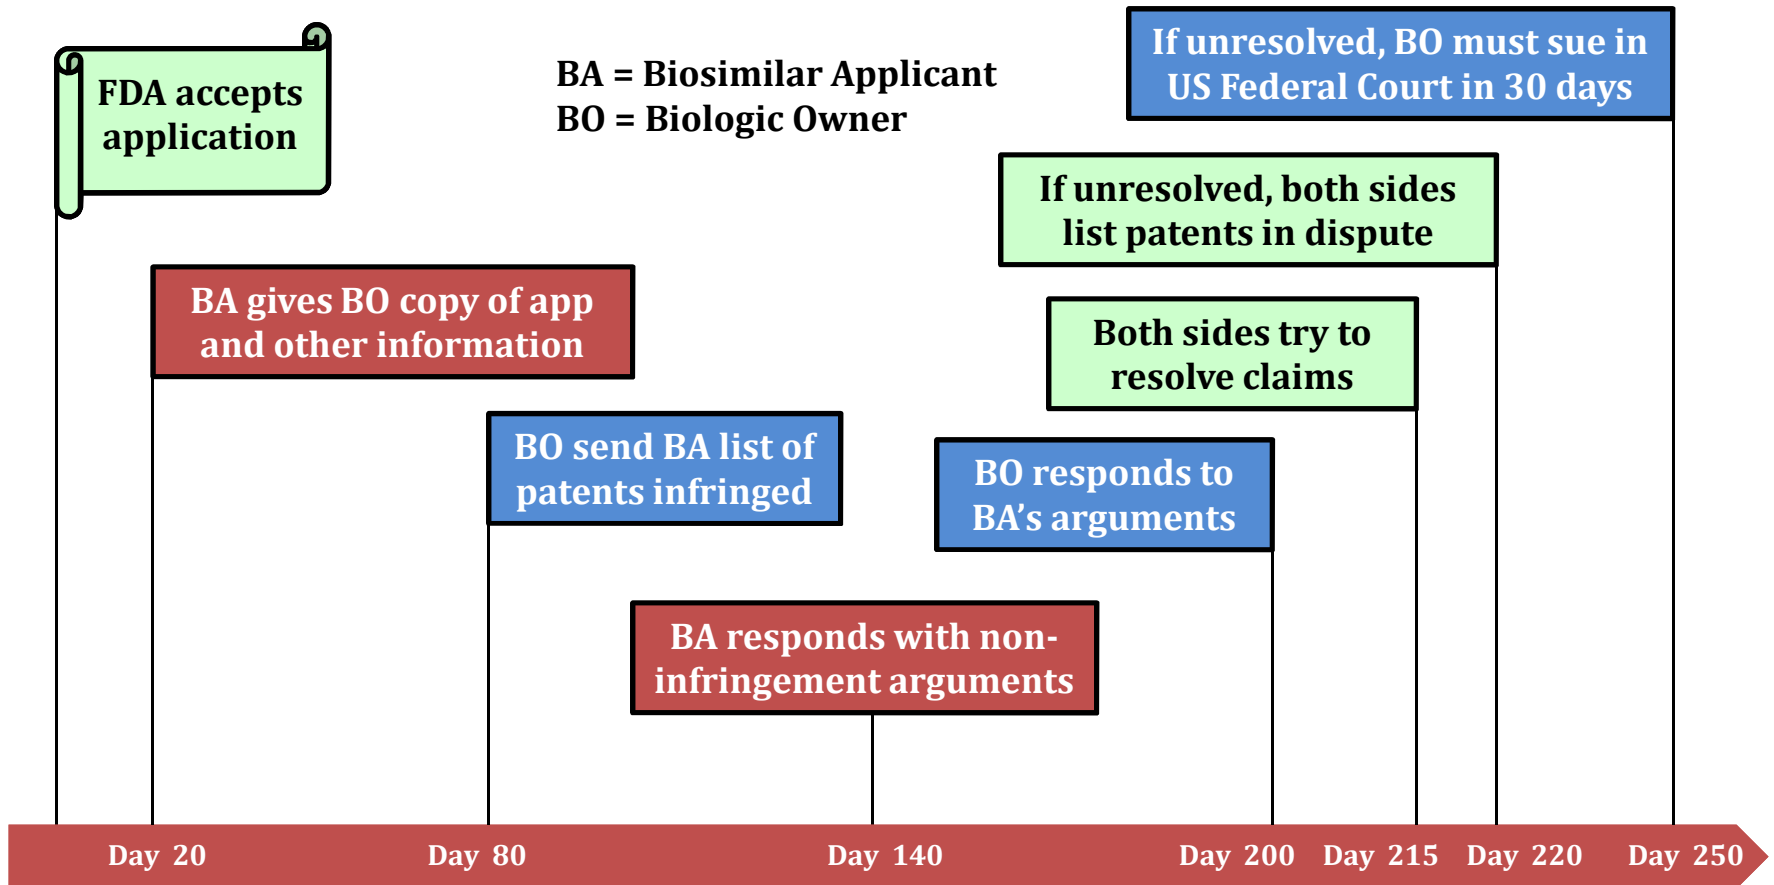 FDA accepts
application
BA = Biosimilar Applicant
BO = Biologic Owner
If unresolved, BO must sue in
US Federal Court in 30 days
If unresolved, both sides
list patents in dispute
BA gives BO copy of app
and other information
Both sides try to
resolve claims
BO send BA list of
patents infringed
BO responds to
BA’s arguments
BA responds with non-
infringement arguments
Day 20
Day 80
Day 140
Day 200
Day 215
Day 220
Day 250